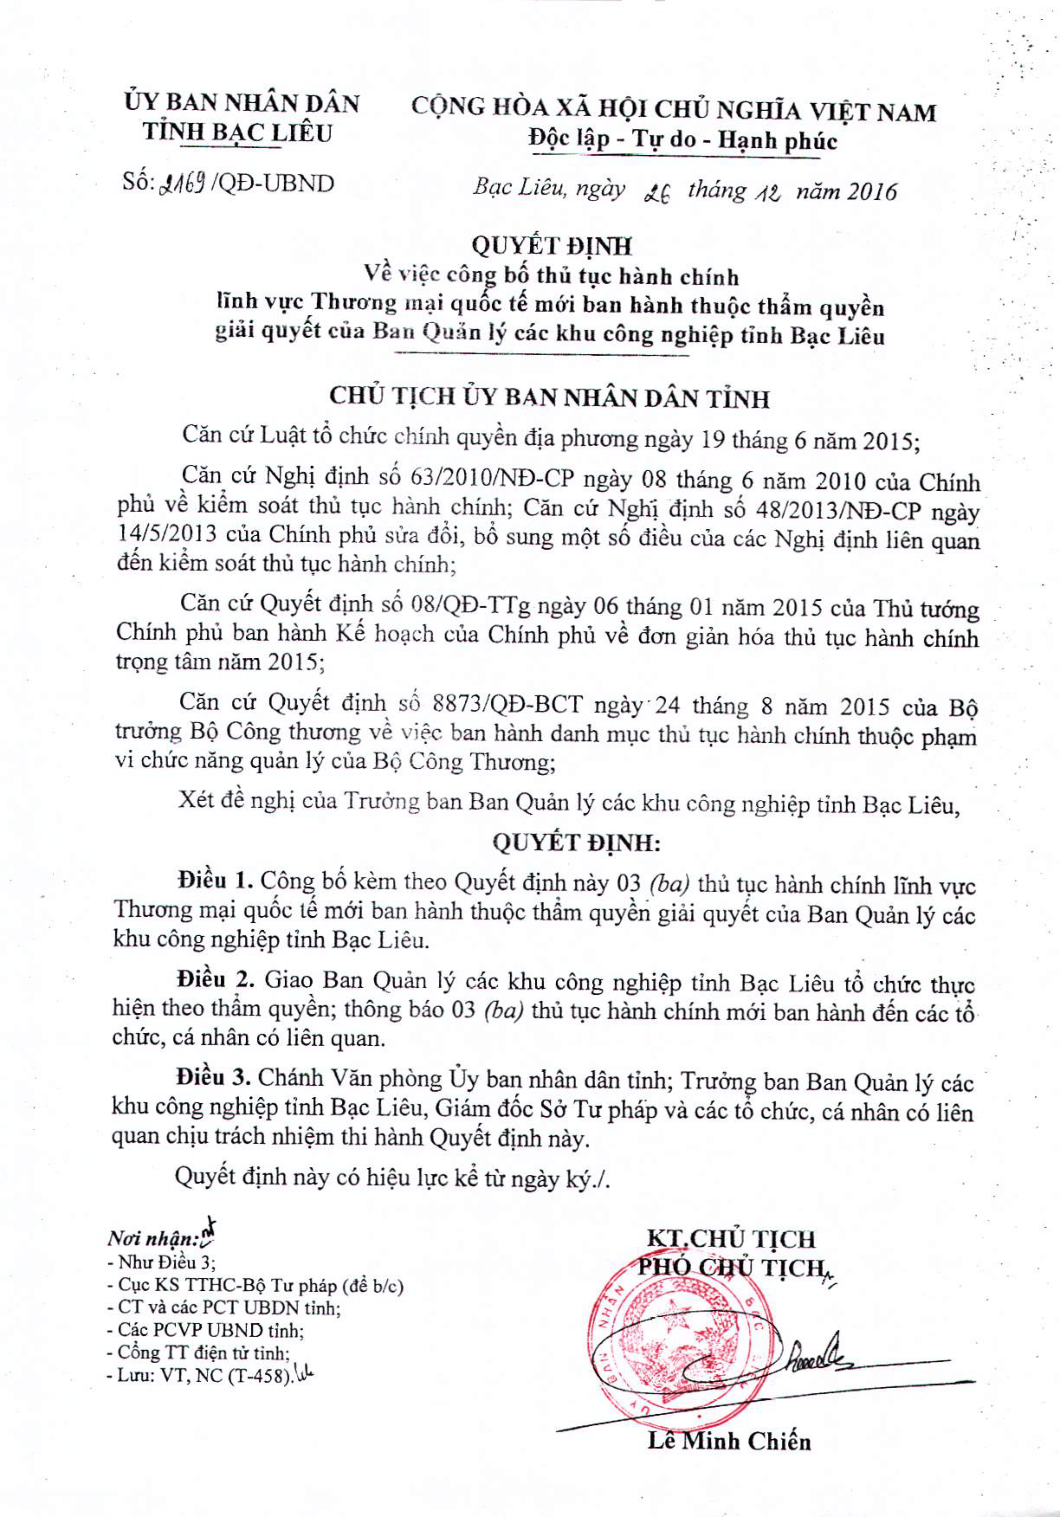 ỦY BAN NHÂN DÂN
TỈNH BẠC LIÊU
CỘNG HÒA XÃ HỘI CHỦ NGHĨA VIỆT NAM
Độc lập - Tự do - Hạnh phúc
Số: 2169 /QĐ-UBND
Bạc Liêu, ngày 26 tháng 12 năm 2016
QUYẾT ĐỊNH
Về việc công bố thủ tục hành chính
lĩnh vực Thương mại quốc tế mới ban hành thuộc thẩm quyền
giải quyết của Ban Quản lý các khu công nghiệp tỉnh Bạc Liêu
CHỦ TỊCH ỦY BAN NHÂN DÂN TỈNH
Căn cứ Luật tổ chức chính quyền địa phương ngày 19 tháng 6 năm 2015;
Căn cứ Nghị định số 63/2010/NĐ-CP ngày 08 tháng 6 năm 2010 của Chính
phủ về kiểm soát thủ tục hành chính; Căn cứ Nghị định số 48/2013/NĐ-CP ngày
14/5/2013 của Chính phủ sửa đổi, bổ sung một số điều của các Nghị định liên quan
đến kiểm soát thủ tục hành chính;
Căn cứ Quyết định số 08/QĐ-TTg ngày 06 tháng 01 năm 2015 của Thủ tướng
Chính phủ ban hành Kế hoạch của Chính phủ về đơn giản hóa thủ tục hành chính
trọng tâm năm 2015;
Căn cứ Quyết định số 8873/QĐ-BCT ngày 24 tháng 8 năm 2015 của Bộ
trưởng Bộ Công thương về việc ban hành danh mục thủ tục hành chính thuộc phạm
vi chức năng quản lý của Bộ Công Thương;
Xét đề nghị của Trưởng ban Ban Quản lý các khu công nghiệp tỉnh Bạc Liêu,
QUYẾT ĐỊNH:
Điều 1. Công bố kèm theo Quyết định này 03 (ba) thủ tục hành chính lĩnh vực
Thương mại quốc tế mới ban hành thuộc thẩm quyền giải quyết của Ban Quản lý các
khu công nghiệp tỉnh Bạc Liêu.
Điều 2. Giao Ban Quản lý các khu công nghiệp tỉnh Bạc Liêu tổ chức thực
hiện theo thẩm quyền; thông báo 03 (ba) thủ tục hành chính mới ban hành đến các tổ
chức, cá nhân có liên quan.
Điều 3. Chánh Văn phòng Ủy ban nhân dân tỉnh; Trưởng ban Ban Quản lý các
khu công nghiệp tỉnh Bạc Liêu, Giám đốc Sở Tư pháp và các tổ chức, cá nhân có liên
quan chịu trách nhiệm thi hành Quyết định này.
Quyết định này có hiệu lực kể từ ngày ký./.
Nơi nhận:
- Như Điều 3;
- Cục KS TTHC-Bộ Tư pháp (để b/c)
- CT và các PCT UBDN tỉnh;
- Các PCVP UBND tỉnh;
- Cổng TT điện tử tỉnh;
- Lưu: VT, NC (T-458).
KT.CHỦ TỊCH
PHÓ CHỦ TỊCH
Lê Minh Chiến